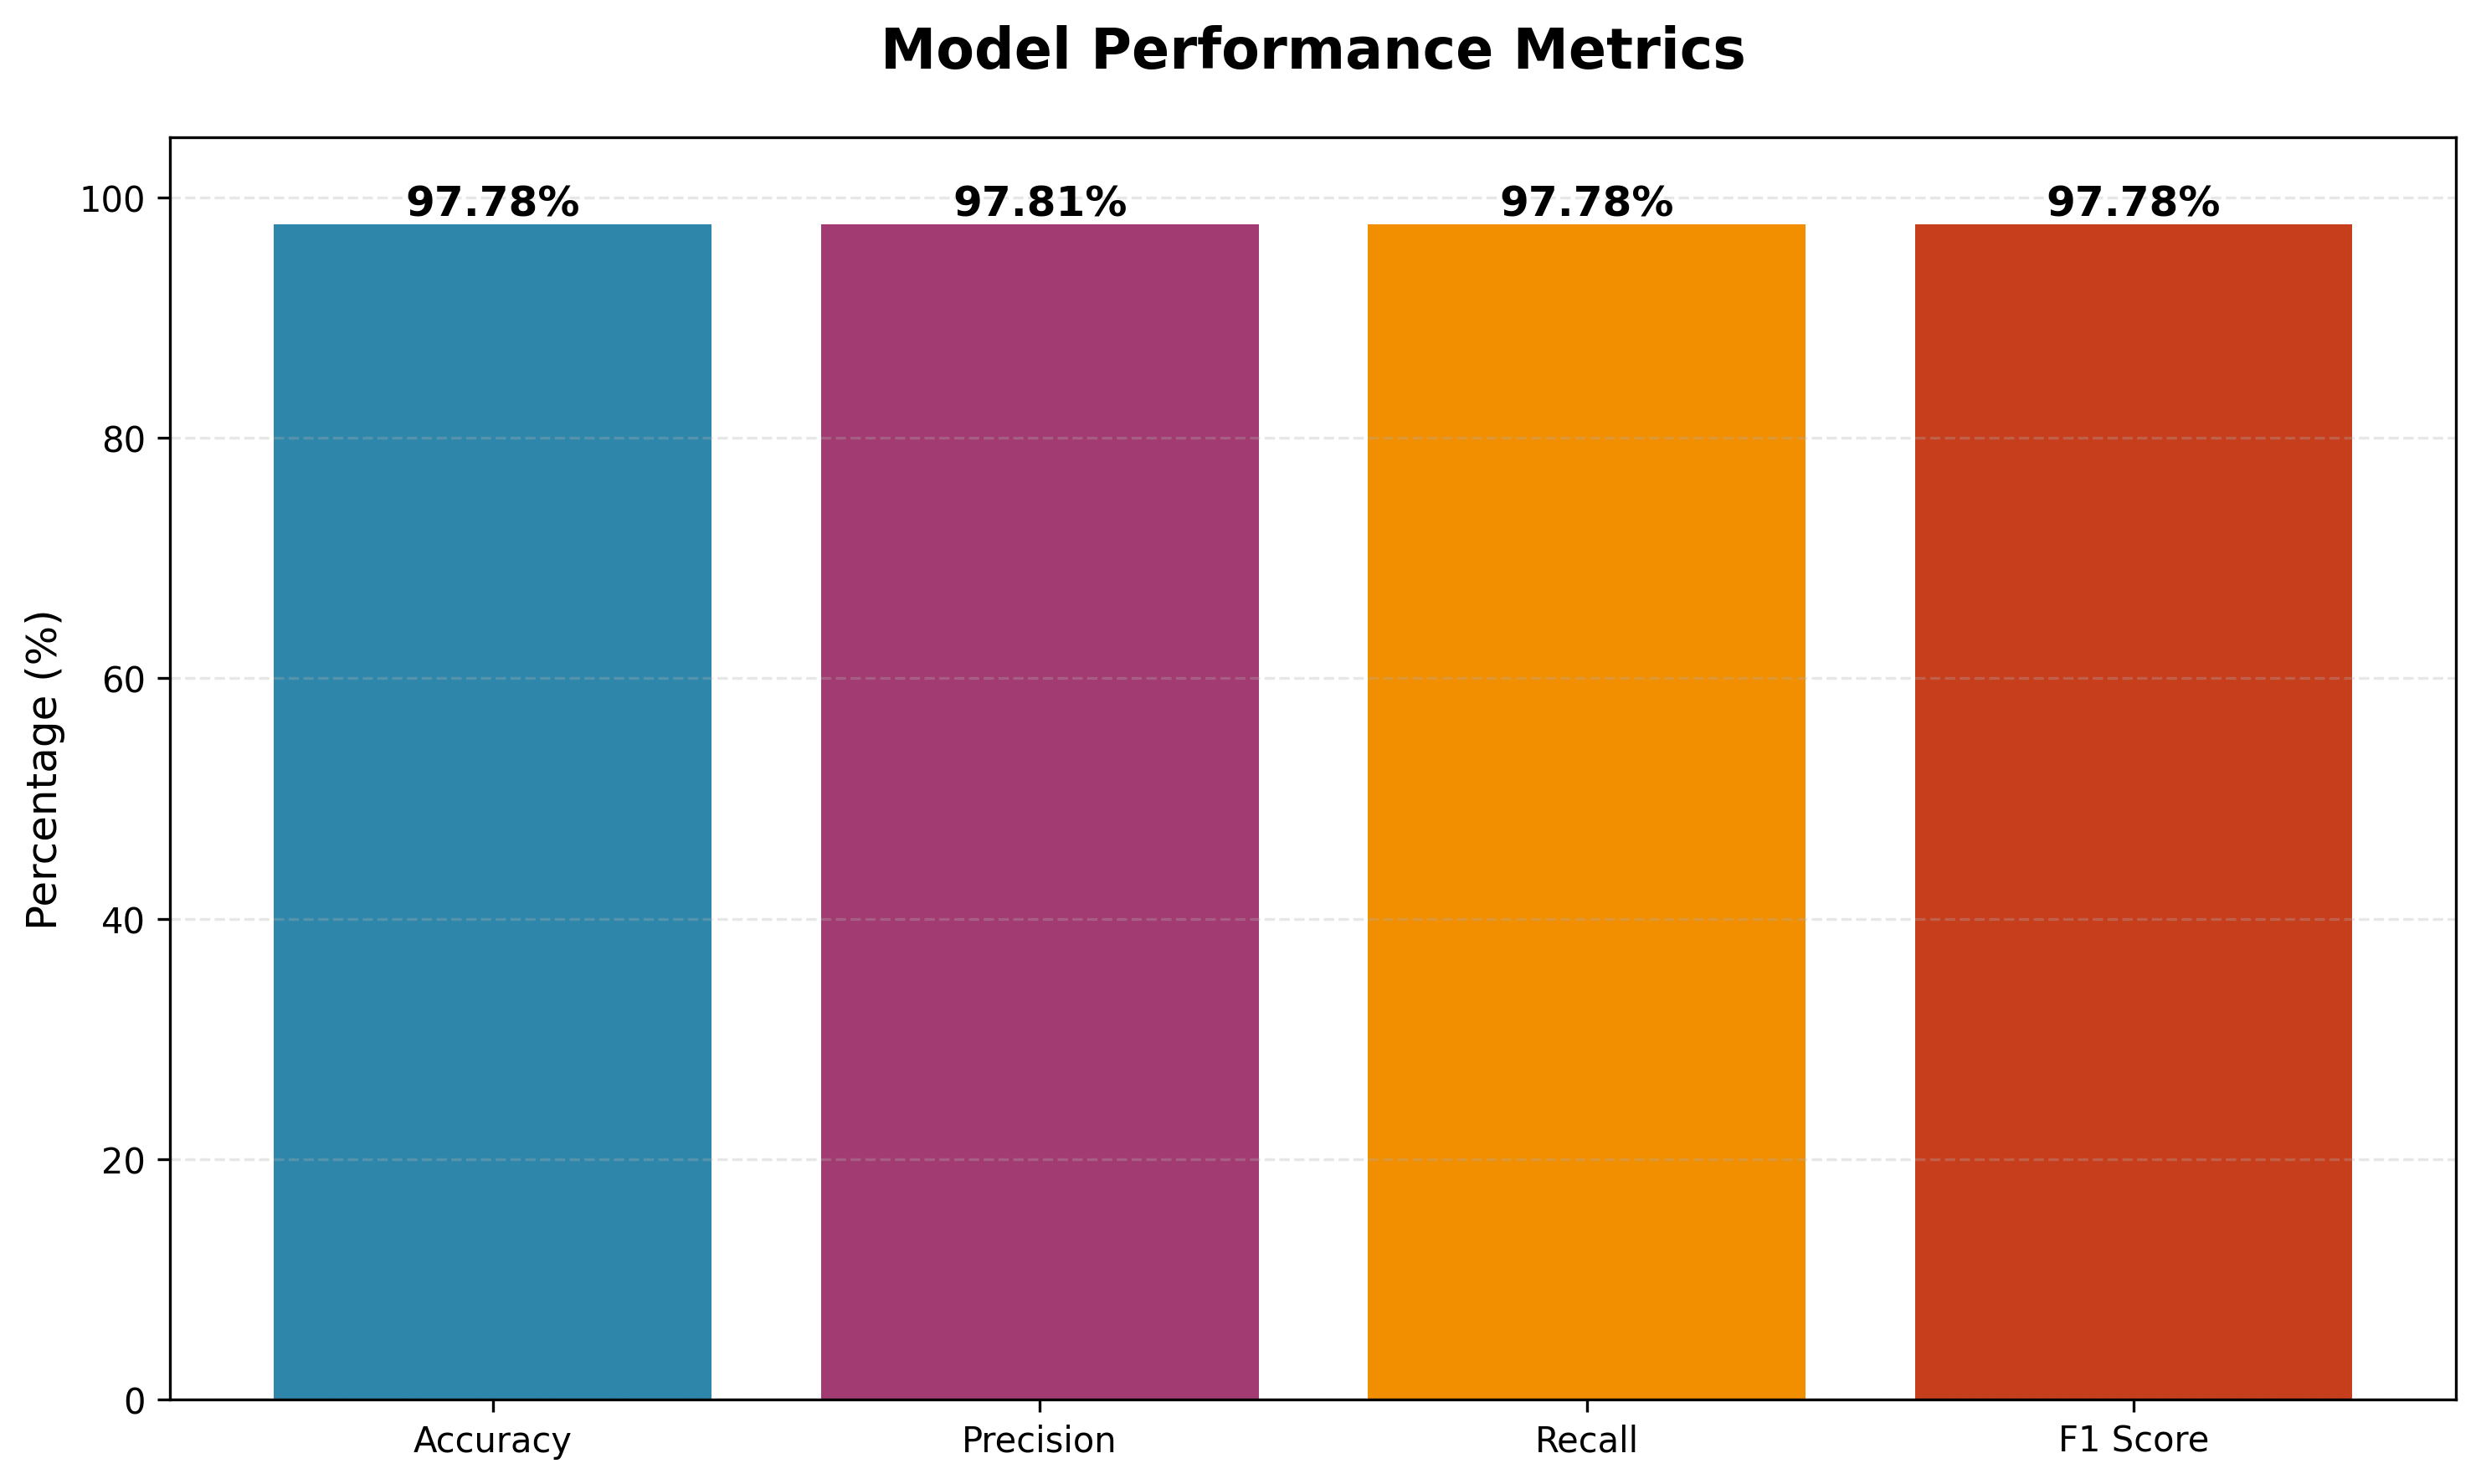 Model Performance Metrics
97.78%
97.81%
97.78%
97.78%
100
80
60
40
20
0
Percentage (%)
Accuracy
Precision
Recall
F1 Score